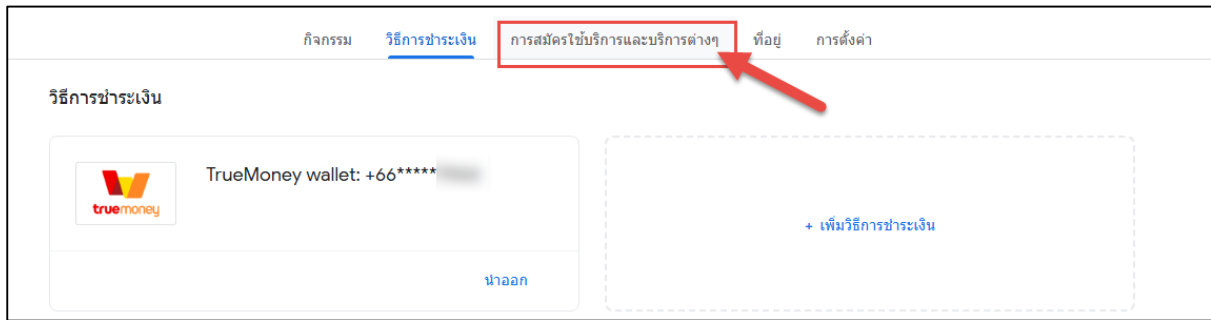 กิจกรรม วิธีการชำระเงิน การสมัครใช้บริการและบริการต่างๆ ที่อยู่ การตั้งค่า
วิธีการชำระเงิน
TrueMoney wallet: +66*****
truemoney
+ เพิ่มวิธีการชำระเงิน
นำออก